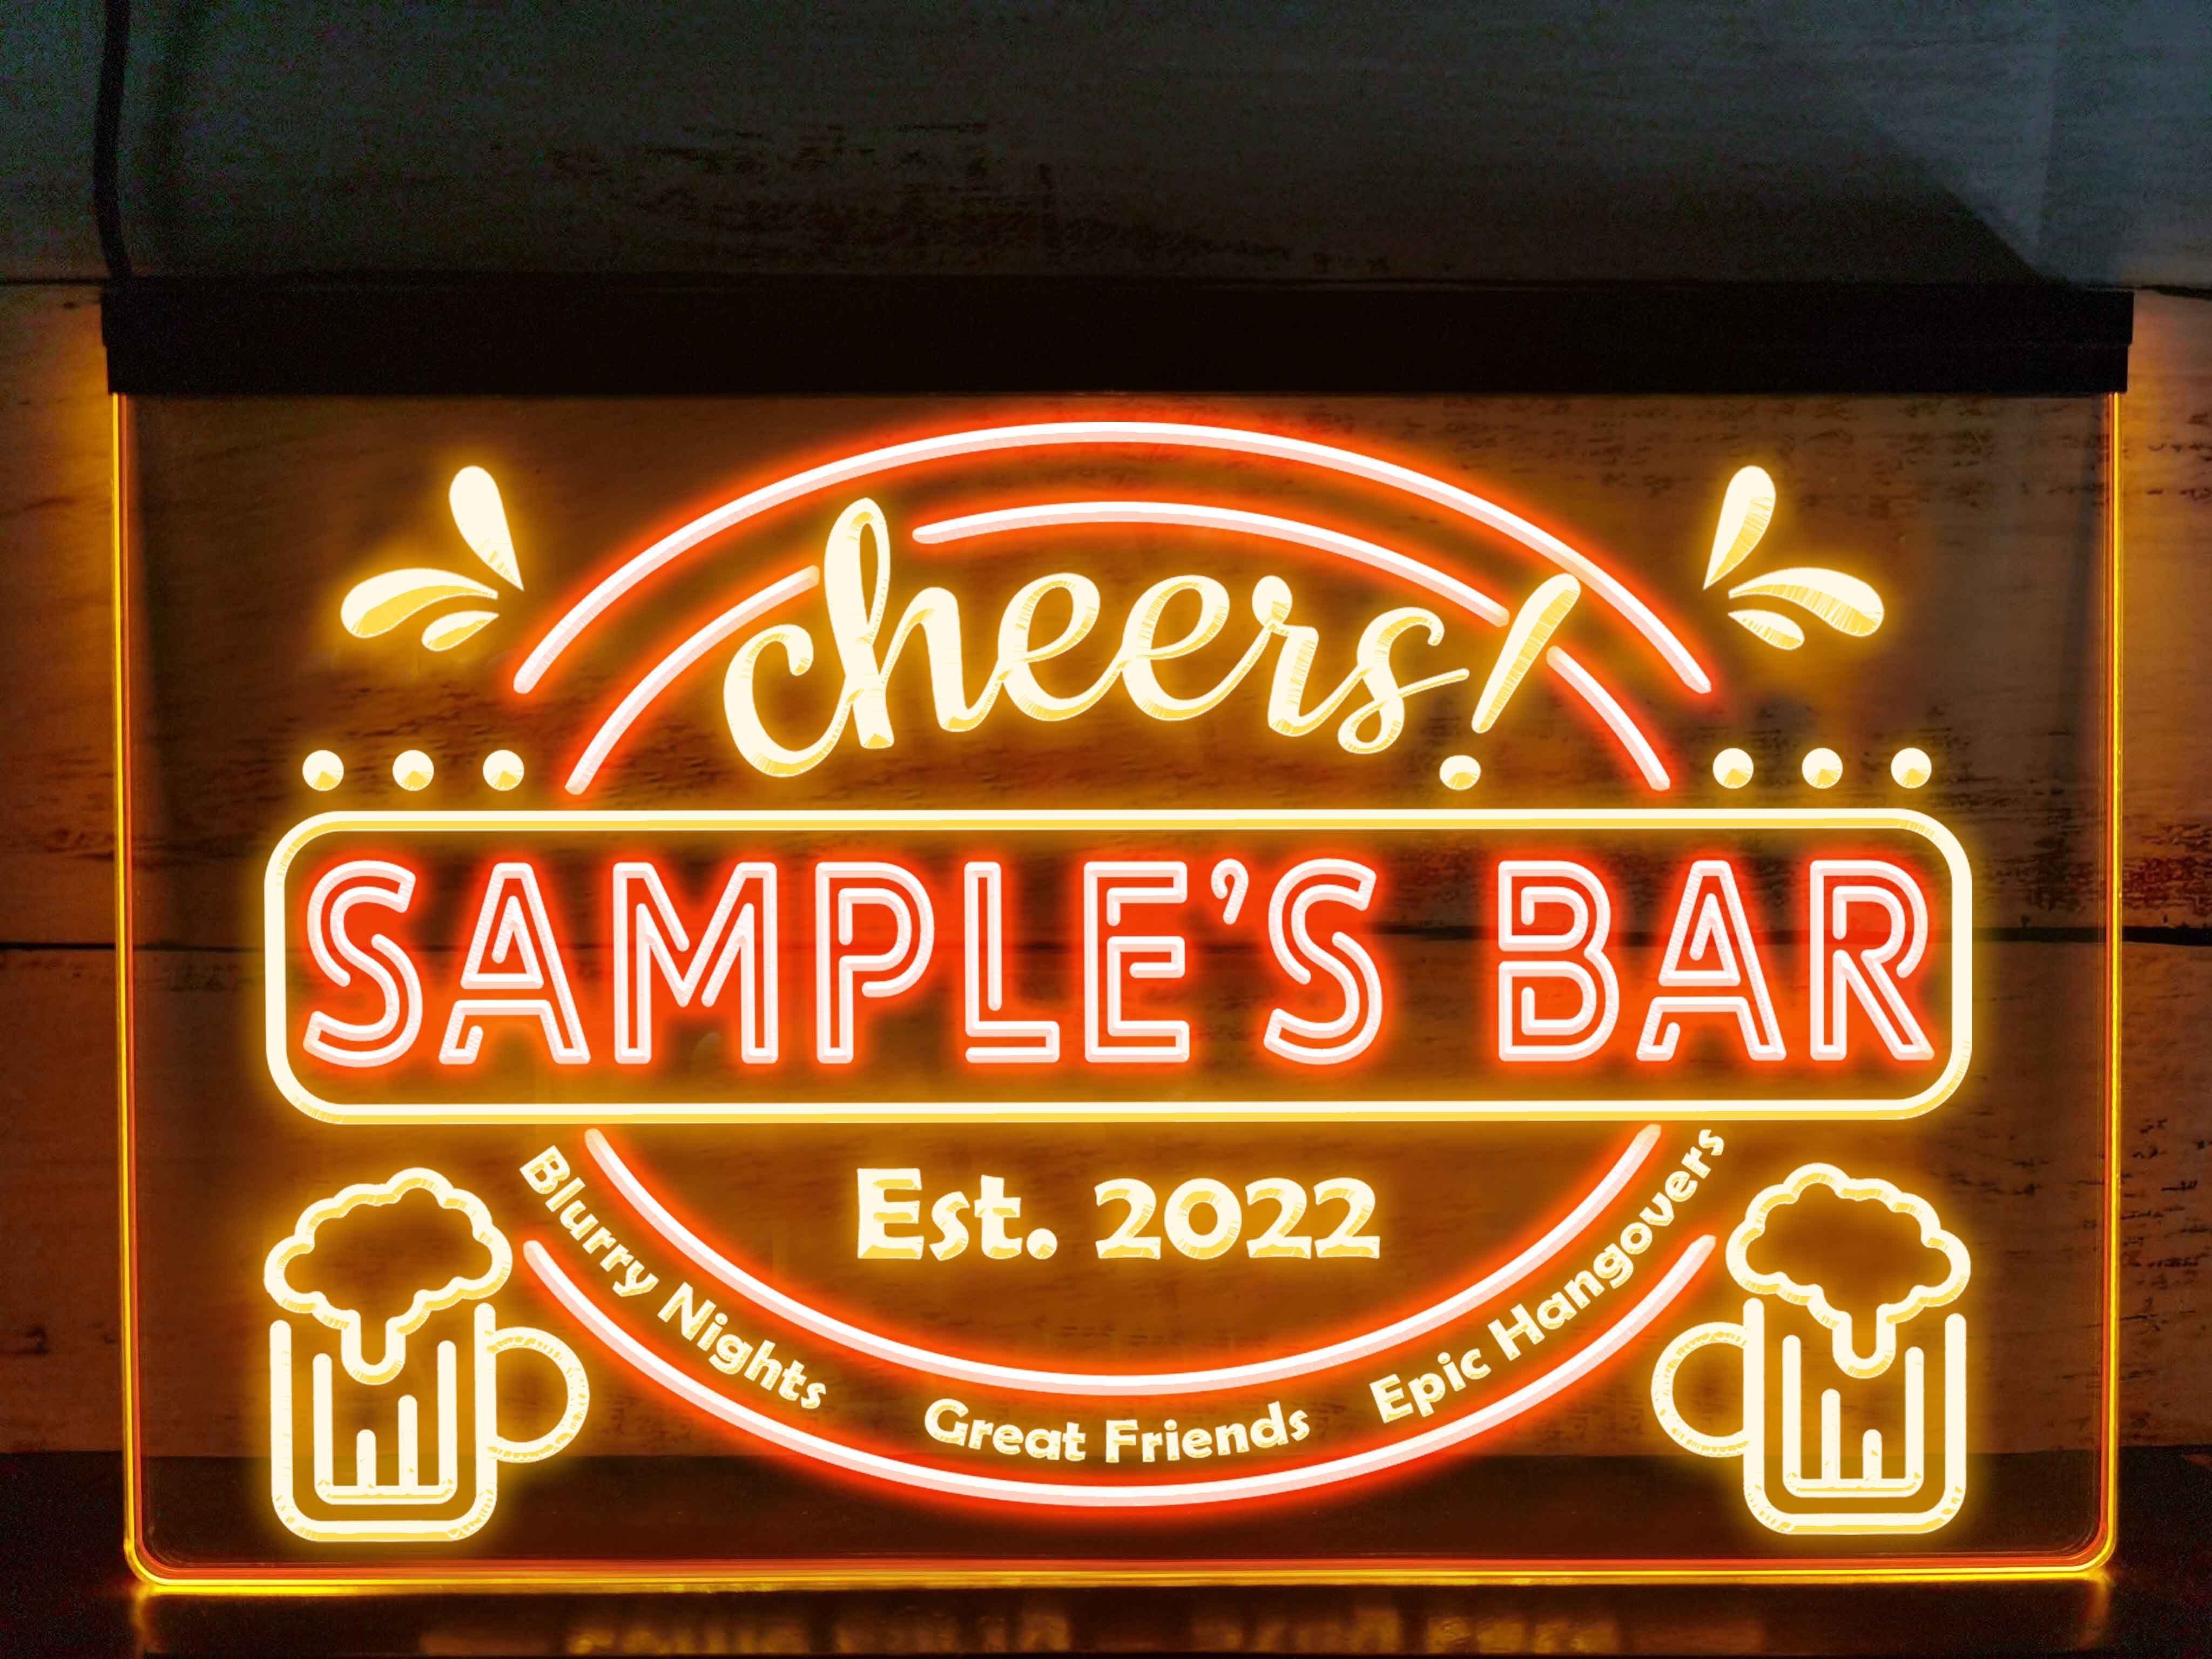 cheers!
SAMPLE'S BAR
Est. 2022
Blurry Nights Great Friends Epic Hangovers